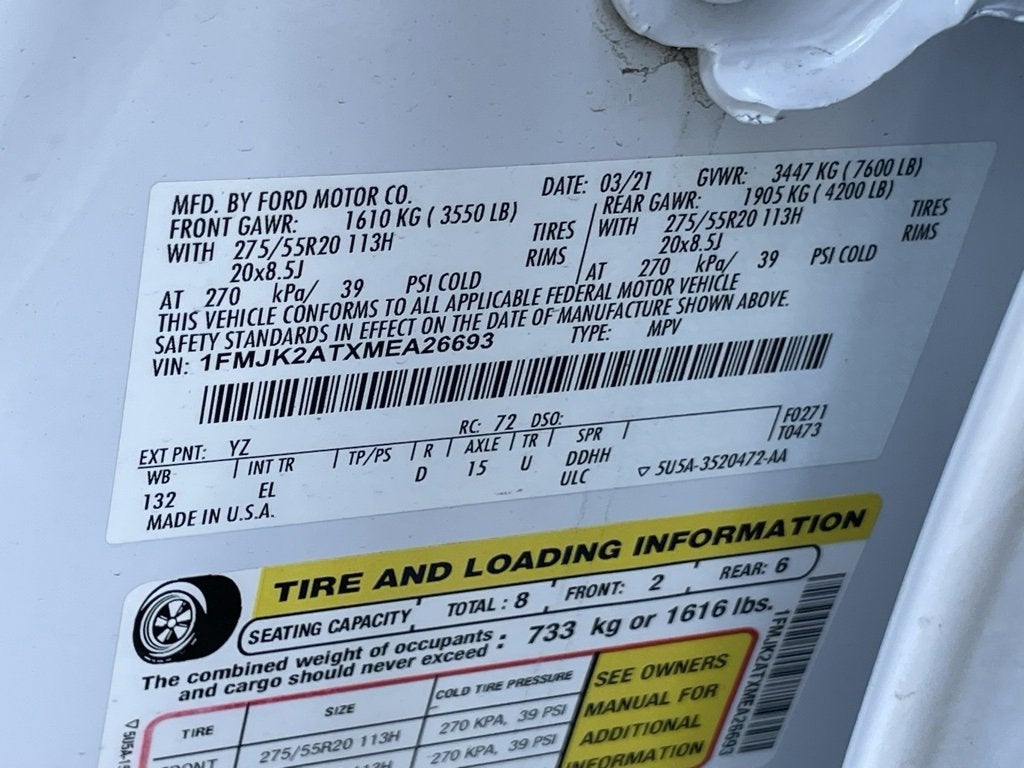 MFD. BY FORD MOTOR CO. DATE: 03/21 GVWR: 3447 KG ( 7600 LB)
FRONT GAWR: 1610 KG ( 3550 LB) REAR GAWR: 1905 KG ( 4200 LB)
WITH 275/55R20 113H TIRES WITH 275/55R20 113H TIRES
20x8.5J RIMS 20x8.5J RIMS
AT 270 kPa/ 39 PSI COLD AT 270 kPa/ 39 PSI COLD
THIS VEHICLE CONFORMS TO ALL APPLICABLE FEDERAL MOTOR VEHICLE
SAFETY STANDARDS IN EFFECT ON THE DATE OF MANUFACTURE SHOWN ABOVE.
VIN: 1FMJK2ATXMEA26693 TYPE: MPV
EXT PNT: YZ RC: 72 DSO: F0271
WB INT TR TP/PS R AXLE TR SPR T0473
132 EL D 15 U DDHH
MADE IN U.S.A. ULC 5U5A-3520472-AA
TIRE AND LOADING INFORMATION
SEATING CAPACITY TOTAL : 8 FRONT: 2 REAR: 6
The combined weight of occupants
and cargo should never exceed : 733 kg or 1616 lbs.
TIRE SIZE COLD TIRE PRESSURE
275/55R20 113H 270 KPA, 39 PSI
270 KPA, 39 PSI
SEE OWNERS
MANUAL FOR
ADDITIONAL
INFORMATION
1FMJK2ATXMEA26693